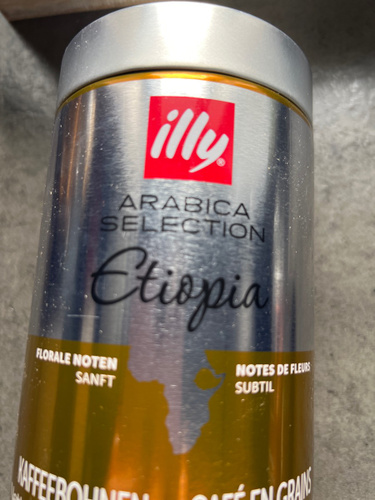 illy®
ARABICA
SELECTION
Etiopia
FLORALE NOTEN
SANFT
NOTES DE FLEURS
SUBTIL
KAFFEEBOHNEN
CAFÉ EN GRAINS